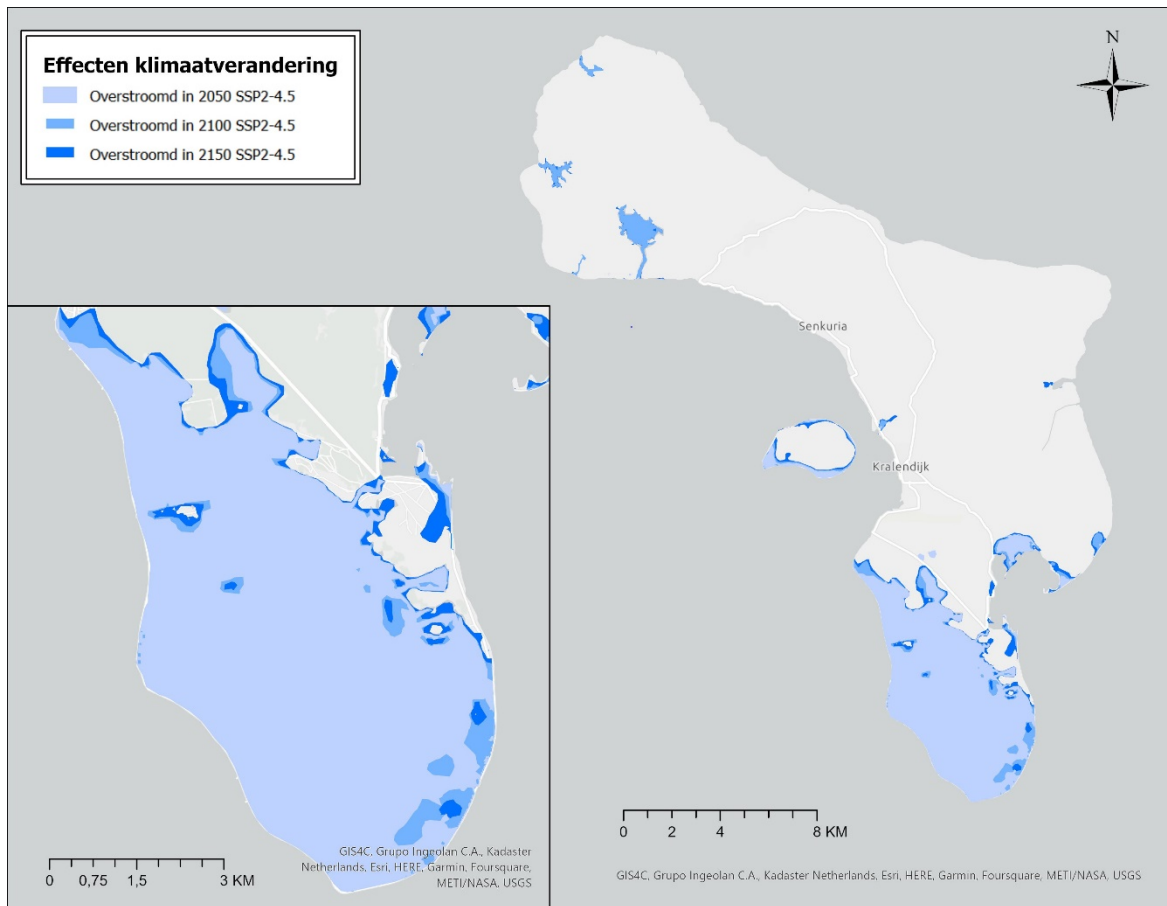 Effecten klimaatverandering
Overstroomd in 2050 SSP2-4.5
Overstroomd in 2100 SSP2-4.5
Overstroomd in 2150 SSP2-4.5
N
Senkuria
Kralendijk
0 2 4 8 KM
GIS4C, Grupo Ingeolan C.A., Kadaster Netherlands, Esri, HERE, Garmin, Foursquare, METI/NASA, USGS
0 0,75 1,5 3 KM
GIS4C, Grupo Ingeolan C.A., Kadaster
Netherlands, Esri, HERE, Garmin, Foursquare,
METI/NASA, USGS